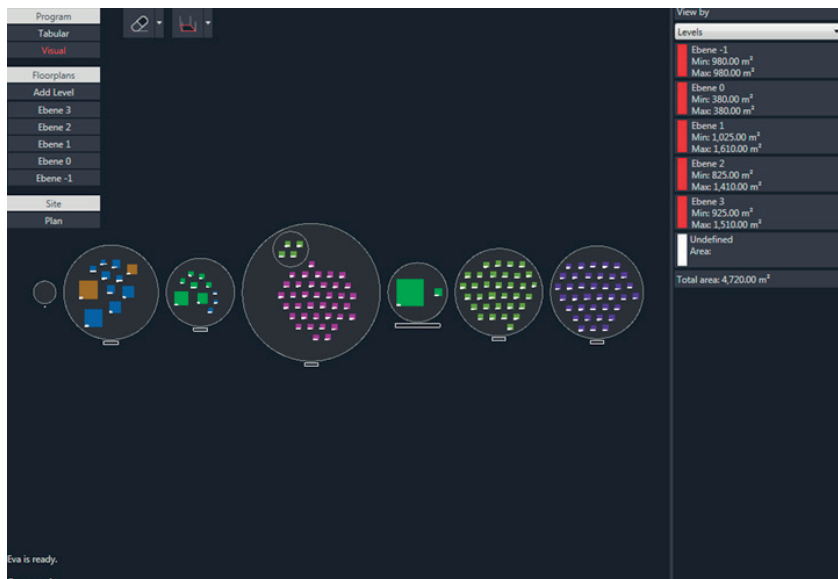 Program
Tabular
Visual
Floorplans
Add Level
Ebene 3
Ebene 2
Ebene 1
Ebene 0
Ebene -1
Site
Plan
Eva is ready.
View by
Levels
Ebene -1
Min: 980.00 m²
Max: 980.00 m²
Ebene 0
Min: 380.00 m²
Max: 380.00 m²
Ebene 1
Min: 1,025.00 m²
Max: 1,610.00 m²
Ebene 2
Min: 825.00 m²
Max: 1,410.00 m²
Ebene 3
Min: 925.00 m²
Max: 1,510.00 m²
Undefined
Area:
Total area: 4,720.00 m²